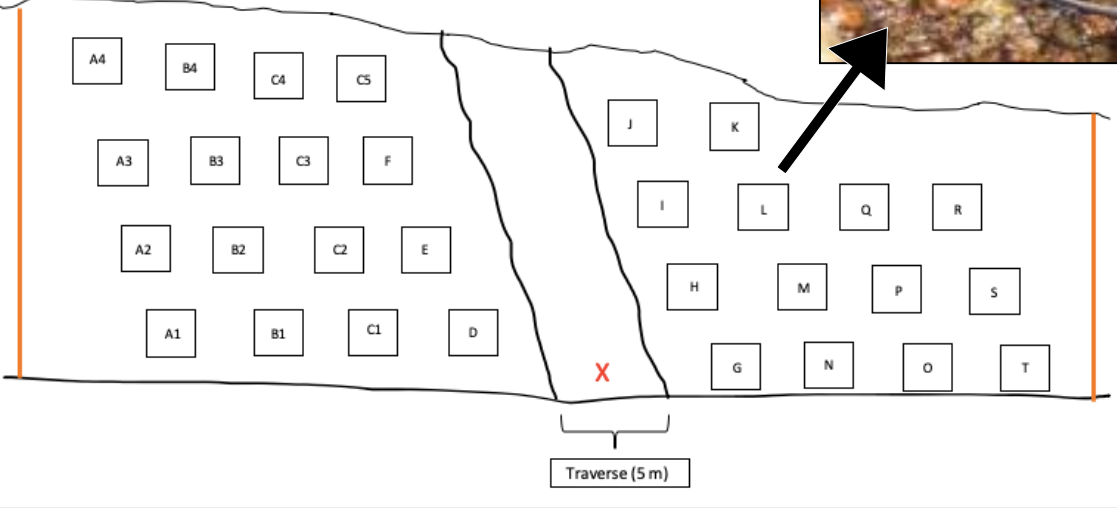 A4 B4 C4 C5
J K
A3 B3 C3 F
I L Q R
A2 B2 C2 E
H M P S
A1 B1 C1 D
G N O T
X
Traverse (5 m)